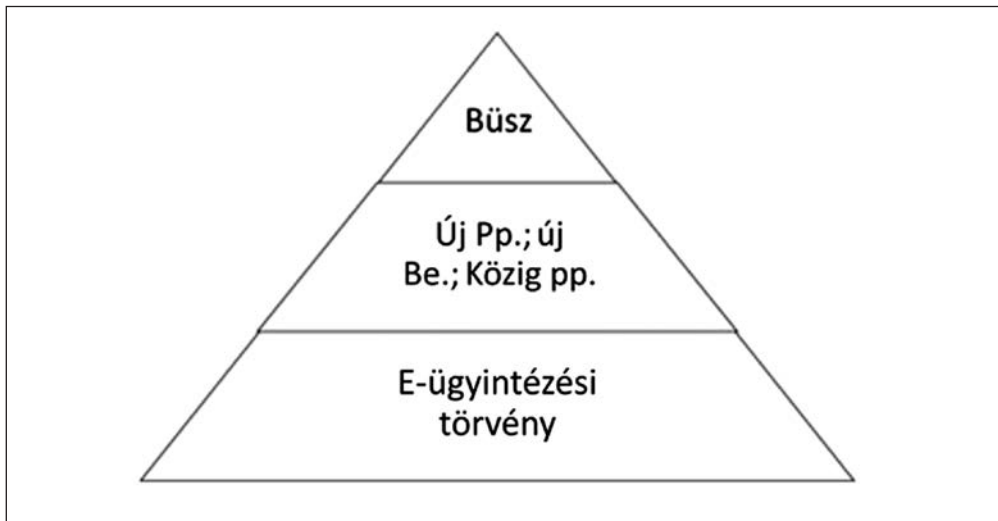 Büsz
Új Pp.; új
Be.; Közig pp.
E-ügyintézési
törvény